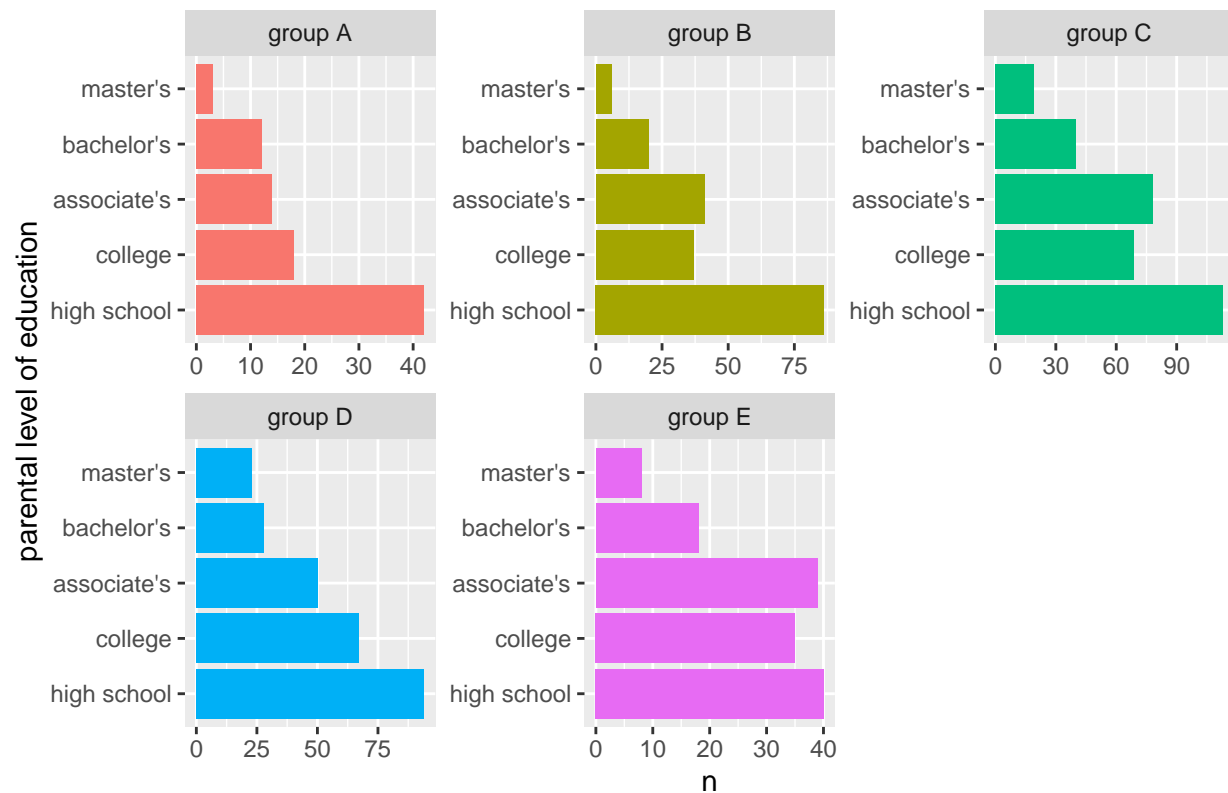 group A
group B
group C
master's
bachelor's
associate's
college
high school
0 10 20 30 40
master's
bachelor's
associate's
college
high school
0 25 50 75
master's
bachelor's
associate's
college
high school
0 30 60 90
group D
group E
master's
bachelor's
associate's
college
high school
0 25 50 75
master's
bachelor's
associate's
college
high school
0 10 20 30 40
parental level of education
n